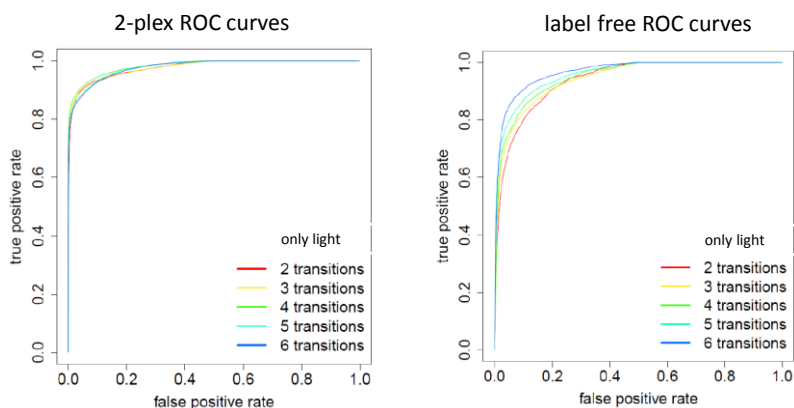 2-plex ROC curves
true positive rate
0.0 0.2 0.4 0.6 0.8 1.0
only light
2 transitions
3 transitions
4 transitions
5 transitions
6 transitions
0.0 0.2 0.4 0.6 0.8 1.0
false positive rate
label free ROC curves
true positive rate
0.0 0.2 0.4 0.6 0.8 1.0
only light
2 transitions
3 transitions
4 transitions
5 transitions
6 transitions
0.0 0.2 0.4 0.6 0.8 1.0
false positive rate